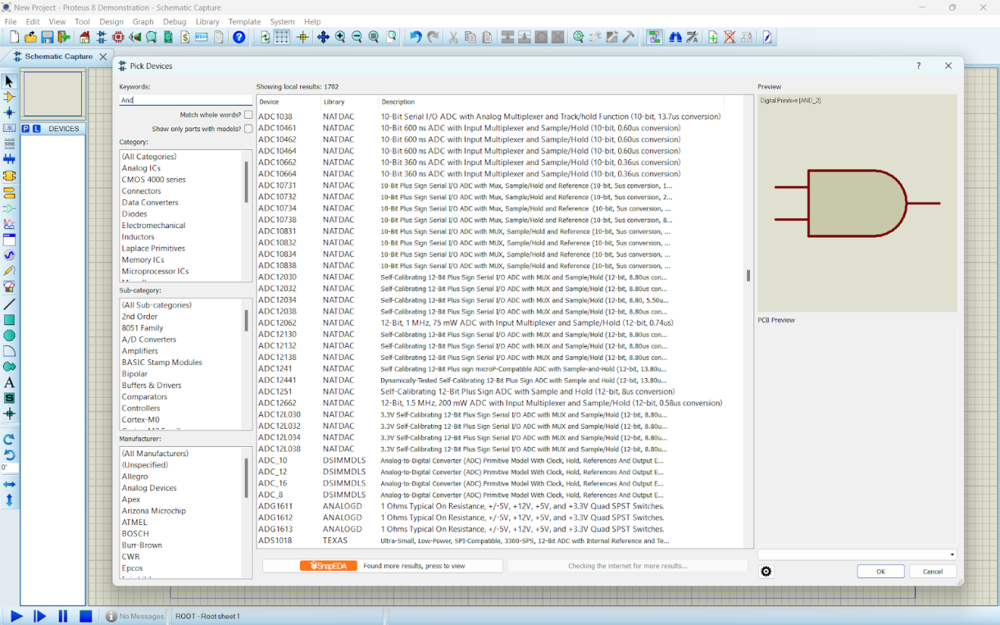 New Project - Proteus 8 Demonstration - Schematic Capture
File Edit View Tool Design Graph Debug Library Template System Help
Schematic Capture
Pick Devices
? 
Keywords:
And
Match whole words?
Show only parts with models?
Category:
(All Categories)
Analog ICs
CMOS 4000 series
Connectors
Data Converters
Diodes
Electromechanical
Inductors
Laplace Primitives
Memory ICs
Microprocessor ICs
Sub-category:
(All Sub-categories)
2nd Order
8051 Family
A/D Converters
Amplifiers
BASIC Stamp Modules
Bipolar
Buffers & Drivers
Comparators
Controllers
Cortex-M0
Manufacturer:
(All Manufacturers)
(Unspecified)
Allegro
Analog Devices
Apex
Arizona Microchip
ATMEL
BOSCH
Burr-Brown
CWR
Epcos
P L DEVICES
Showing local results: 1702
Device Library Description
ADC1038 NATDAC 10-Bit Serial I/O ADC with Analog Multiplexer and Track/hold Function (10-bit, 13.7us conversion)
ADC10461 NATDAC 10-Bit 600 ns ADC with Input Multiplexer and Sample/Hold (10-bit, 0.60us conversion)
ADC10462 NATDAC 10-Bit 600 ns ADC with Input Multiplexer and Sample/Hold (10-bit, 0.60us conversion)
ADC10464 NATDAC 10-Bit 600 ns ADC with Input Multiplexer and Sample/Hold (10-bit, 0.60us conversion)
ADC10662 NATDAC 10-Bit 360 ns ADC with Input Multiplexer and Sample/Hold (10-bit, 0.36us conversion)
ADC10664 NATDAC 10-Bit 360 ns ADC with Input Multiplexer and Sample/Hold (10-bit, 0.36us conversion)
ADC10731 NATDAC 10-Bit Plus Sign Serial I/O ADC with Mux, Sample/Hold and Reference (10-bit, 5us conversion, 1...
ADC10732 NATDAC 10-Bit Plus Sign Serial I/O ADC with Mux, Sample/Hold and Reference (10-bit, 5us conversion, 2...
ADC10734 NATDAC 10-Bit Plus Sign Serial I/O ADC with Mux, Sample/Hold and Reference (10-bit, 5us conversion, ...
ADC10738 NATDAC 10-Bit Plus Sign Serial I/O ADC with Mux, Sample/Hold and Reference (10-bit, 5us conversion, 8...
ADC10831 NATDAC 10-Bit Plus Sign Serial I/O ADC with MUX, Sample/Hold and Reference (10-bit, 5us conversion, ...
ADC10832 NATDAC 10-Bit Plus Sign Serial I/O ADC with MUX, Sample/Hold and Reference (10-bit, 5us conversion, ...
ADC10834 NATDAC 10-Bit Plus Sign Serial I/O ADC with MUX, Sample/Hold and Reference (10-bit, 5us conversion, ...
ADC10838 NATDAC 10-Bit Plus Sign Serial I/O ADC with MUX, Sample/Hold and Reference (10-bit, 5us conversion, ...
ADC12030 NATDAC Self-Calibrating 12-Bit Plus Sign Serial I/O ADC with MUX and Sample/Hold (12-bit, 8.80us con...
ADC12032 NATDAC Self-Calibrating 12-Bit Plus Sign Serial I/O ADC with MUX and Sample/Hold (12-bit, 8.80us con...
ADC12034 NATDAC Self-Calibrating 12-Bit Plus Sign Serial I/O ADC with MUX and Sample/Hold (12-bit, 8.80, 5.50u...
ADC12038 NATDAC Self-Calibrating 12-Bit Plus Sign Serial I/O ADC with MUX and Sample/Hold (12-bit, 8.80us con...
ADC12062 NATDAC 12-Bit, 1 MHz, 75 mW ADC with Input Multiplexer and Sample/Hold (12-bit, 0.74us)
ADC12130 NATDAC Self-Calibrating 12-Bit Plus Sign Serial I/O ADC with MUX and Sample/Hold (12-bit, 8.80us con...
ADC12132 NATDAC Self-Calibrating 12-Bit Plus Sign Serial I/O ADC with MUX and Sample/Hold (12-bit, 8.80us con...
ADC12138 NATDAC Self-Calibrating 12-Bit Plus Sign Serial I/O ADC with MUX and Sample/Hold (12-bit, 8.80us con...
ADC1241 NATDAC Self Calibrating 12-Bit Plus sign microP-Compatible ADC with Sample-and-Hold (12-bit, 13.80u...
ADC12441 NATDAC Dynamically-Tested Self-Calibrating 12-Bit Plus Sign ADC with Sample and Hold (12-bit, 13.80u...
ADC1251 NATDAC Self-Calibrating 12-Bit Plus Sign ADC with Sample and Hold (12-bit, 8us conversion)
ADC12662 NATDAC 12-Bit, 1.5 MHz, 200 mW ADC with Input Multiplexer and Sample/Hold (12-bit, 0.58us conversion)
ADC12L030 NATDAC 3.3V Self-Calibrating 12-Bit Plus Sign Serial I/O ADC with MUX and Sample/Hold (12-bit, 8.80u...
ADC12L032 NATDAC 3.3V Self-Calibrating 12-Bit Plus Sign Serial I/O ADC with MUX and Sample/Hold (12-bit, 8.80u...
ADC12L034 NATDAC 3.3V Self-Calibrating 12-Bit Plus Sign Serial I/O ADC with MUX and Sample/Hold (12-bit, 8.80u...
ADC12L038 NATDAC 3.3V Self-Calibrating 12-Bit Plus Sign Serial I/O ADC with MUX and Sample/Hold (12-bit, 8.80u...
ADC_10 DSIMMDLS Analog-to-Digital Converter (ADC) Primitive Model With Clock, Hold, References And Output E...
ADC_12 DSIMMDLS Analog-to-Digital Converter (ADC) Primitive Model With Clock, Hold, References And Output E...
ADC_16 DSIMMDLS Analog-to-Digital Converter (ADC) Primitive Model With Clock, Hold, References And Output E...
ADC_8 DSIMMDLS Analog-to-Digital Converter (ADC) Primitive Model With Clock, Hold, References And Output E...
ADG1611 ANALOGD 1 Ohms Typical On Resistance, +/-5V, +12V, +5V, and +3.3V Quad SPST Switches.
ADG1612 ANALOGD 1 Ohms Typical On Resistance, +/-5V, +12V, +5V, and +3.3V Quad SPST Switches.
ADG1613 ANALOGD 1 Ohms Typical On Resistance, +/-5V, +12V, +5V, and +3.3V Quad SPST Switches.
ADS1018 TEXAS Ultra-Small, Low-Power, SPI-Compatible, 3300-SPS, 12-Bit ADC with Internal Reference and Te...
SnapEDA Found more results, press to view
Checking the internet for more results...
Preview
Digital Primitive [AND_2]
PCB Preview
OK Cancel
0°
No Messages ROOT - Root sheet 1